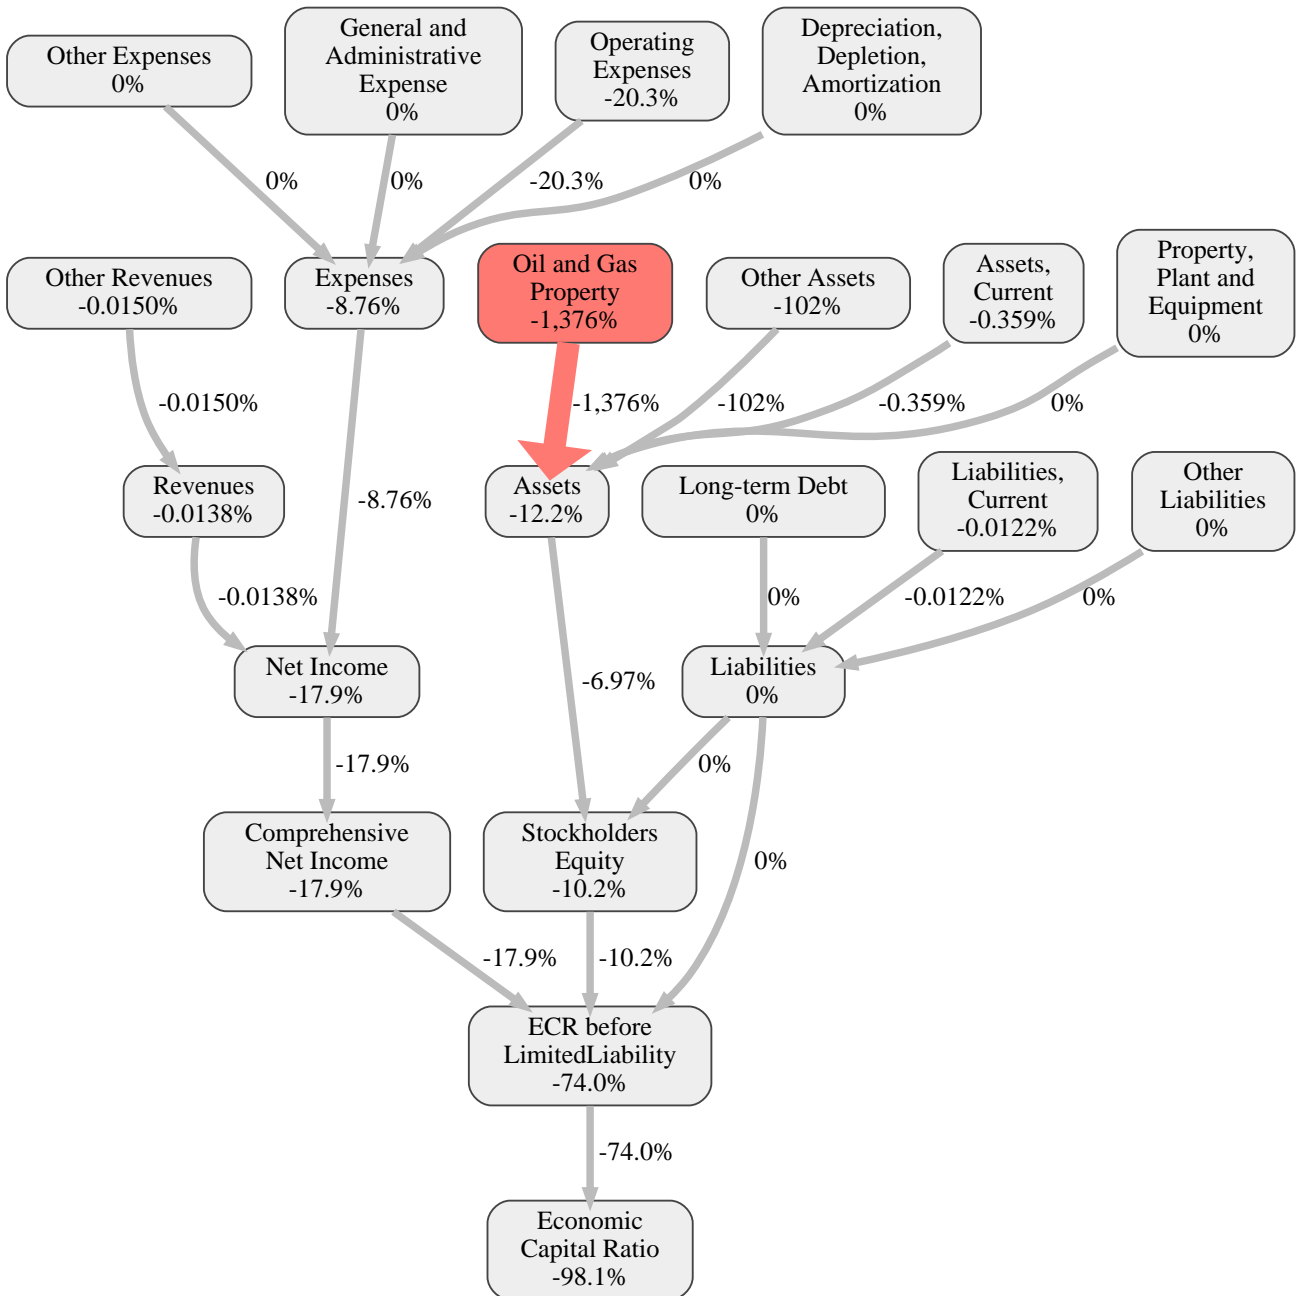 Other Expenses
0%
General and
Administrative
Expense
0%
Operating
Expenses
-20.3%
Depreciation,
Depletion,
Amortization
0%
0%
0%
-20.3%
0%
Other Revenues
-0.0150%
Expenses
-8.76%
Oil and Gas
Property
-1,376%
Other Assets
-102%
Assets,
Current
-0.359%
Property,
Plant and
Equipment
0%
-0.0150%
-1,376%
-102%
-0.359%
0%
Revenues
-0.0138%
-8.76%
Assets
-12.2%
Long-term Debt
0%
Liabilities,
Current
-0.0122%
Other
Liabilities
0%
-0.0138%
0%
-0.0122%
0%
Net Income
-17.9%
-6.97%
Liabilities
0%
-17.9%
0%
Comprehensive
Net Income
-17.9%
Stockholders
Equity
-10.2%
0%
-17.9%
-10.2%
ECR before
LimitedLiability
-74.0%
-74.0%
Economic
Capital Ratio
-98.1%